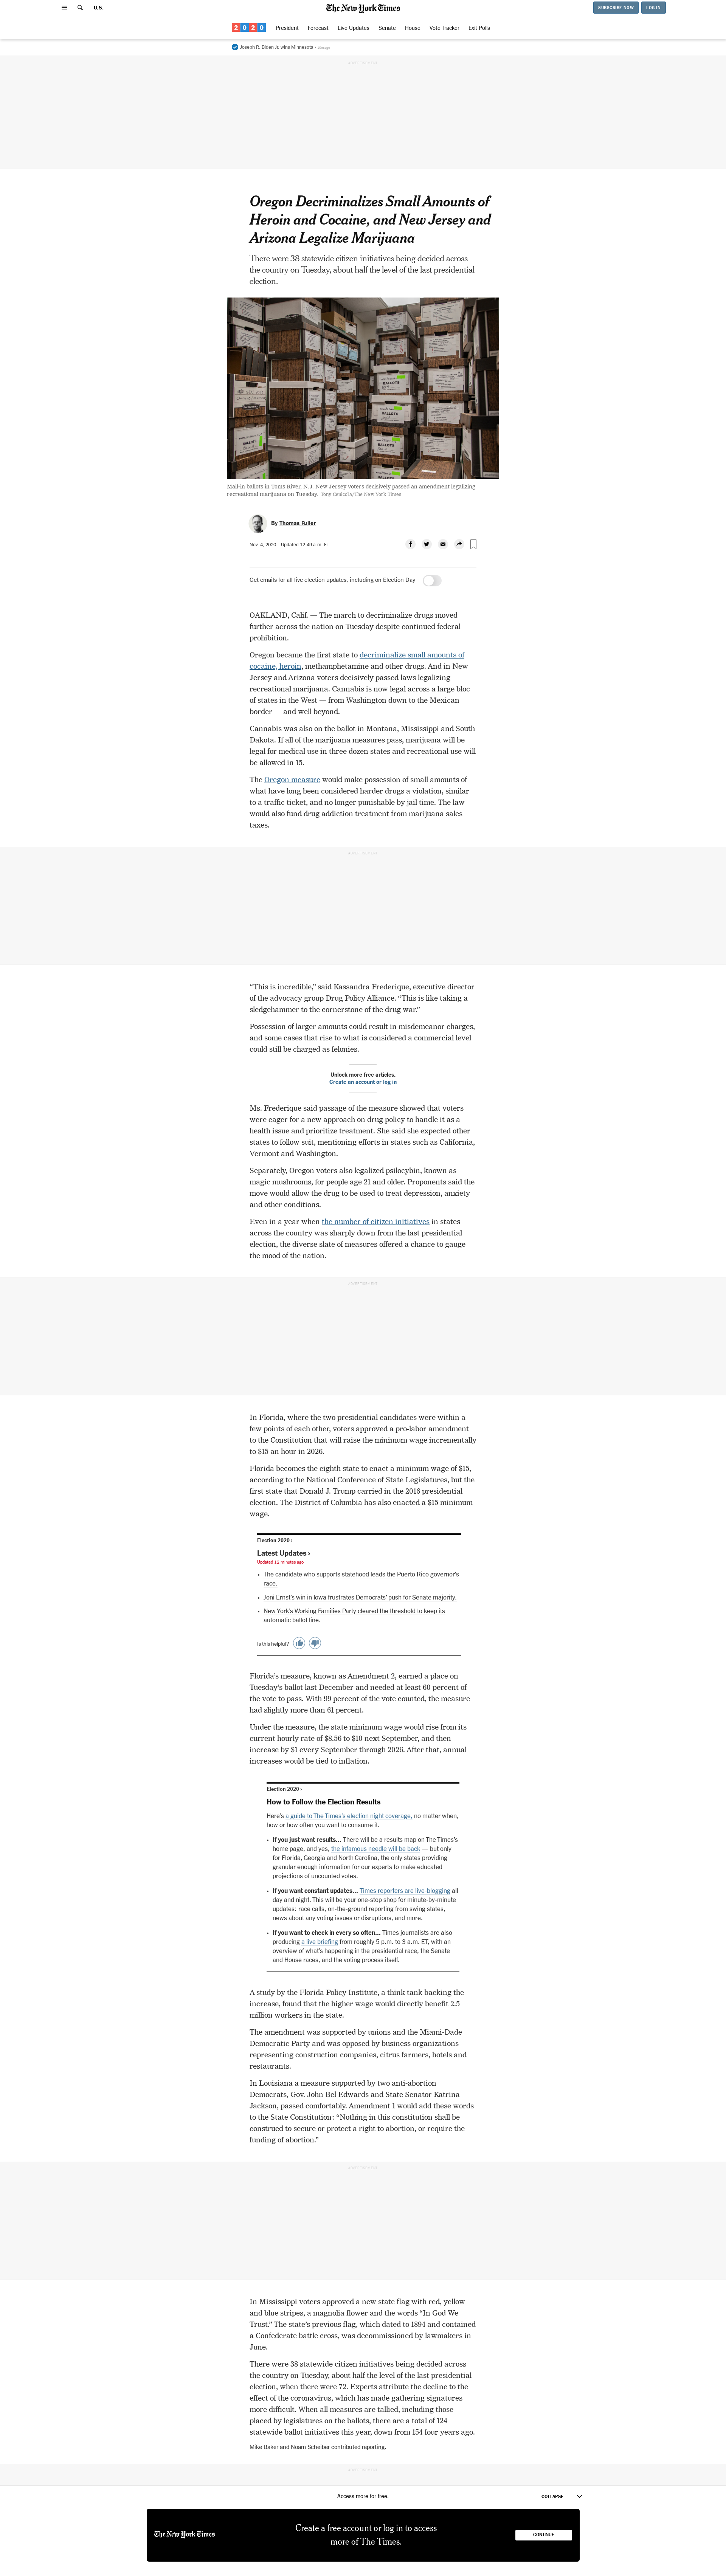 U.S.
The New York Times
SUBSCRIBE NOW
LOG IN
2020
President
Forecast
Live Updates
Senate
House
Vote Tracker
Exit Polls
Joseph R. Biden Jr. wins Minnesota ›
ADVERTISEMENT
Oregon Decriminalizes Small Amounts of
Heroin and Cocaine, and New Jersey and
Arizona Legalize Marijuana
There were 38 statewide citizen initiatives being decided across
the country on Tuesday, about half the level of the last presidential
election.
BALLOTS
BALLOTS
BALLOTS
BALLOTS
Mail-in ballots in Toms River, N.J. New Jersey voters decisively passed an amendment legalizing
recreational marijuana on Tuesday. Tony Cenicola/The New York Times
By Thomas Fuller
Nov. 4, 2020 Updated 12:49 a.m. ET
Get emails for all live election updates, including on Election Day
OAKLAND, Calif. — The march to decriminalize drugs moved
further across the nation on Tuesday despite continued federal
prohibition.
Oregon became the first state to decriminalize small amounts of
cocaine, heroin, methamphetamine and other drugs. And in New
Jersey and Arizona voters decisively passed laws legalizing
recreational marijuana. Cannabis is now legal across a large bloc
of states in the West — from Washington down to the Mexican
border — and well beyond.
Cannabis was also on the ballot in Montana, Mississippi and South
Dakota. If all of the marijuana measures pass, marijuana will be
legal for medical use in three dozen states and recreational use will
be allowed in 15.
The Oregon measure would make possession of small amounts of
what have long been considered harder drugs a violation, similar
to a traffic ticket, and no longer punishable by jail time. The law
would also fund drug addiction treatment from marijuana sales
taxes.
ADVERTISEMENT
“This is incredible,” said Kassandra Frederique, executive director
of the advocacy group Drug Policy Alliance. “This is like taking a
sledgehammer to the cornerstone of the drug war.”
Possession of larger amounts could result in misdemeanor charges,
and some cases that rise to what is considered a commercial level
could still be charged as felonies.
Unlock more free articles.
Create an account or log in
Ms. Frederique said passage of the measure showed that voters
were eager for a new approach on drug policy to handle it as a
health issue and prioritize treatment. She said she expected other
states to follow suit, mentioning efforts in states such as California,
Vermont and Washington.
Separately, Oregon voters also legalized psilocybin, known as
magic mushrooms, for people age 21 and older. Proponents said the
move would allow the drug to be used to treat depression, anxiety
and other conditions.
Even in a year when the number of citizen initiatives in states
across the country was sharply down from the last presidential
election, the diverse slate of measures offered a chance to gauge
the mood of the nation.
ADVERTISEMENT
In Florida, where the two presidential candidates were within a
few points of each other, voters approved a pro-labor amendment
to the Constitution that will raise the minimum wage incrementally
to $15 an hour in 2026.
Florida becomes the eighth state to enact a minimum wage of $15,
according to the National Conference of State Legislatures, but the
first state that Donald J. Trump carried in the 2016 presidential
election. The District of Columbia has also enacted a $15 minimum
wage.
Election 2020 ›
Latest Updates ›
Updated 12 minutes ago
• The candidate who supports statehood leads the Puerto Rico governor’s
race.
• Joni Ernst’s win in Iowa frustrates Democrats’ push for Senate majority.
• New York’s Working Families Party cleared the threshold to keep its
automatic ballot line.
Is this helpful?
Florida’s measure, known as Amendment 2, earned a place on
Tuesday’s ballot last December and needed at least 60 percent of
the vote to pass. With 99 percent of the vote counted, the measure
had slightly more than 61 percent.
Under the measure, the state minimum wage would rise from its
current hourly rate of $8.56 to $10 next September, and then
increase by $1 every September through 2026. After that, annual
increases would be tied to inflation.
Election 2020 ›
How to Follow the Election Results
Here’s a guide to The Times’s election night coverage, no matter when,
how or how often you want to consume it.
• If you just want results… There will be a results map on The Times’s
home page, and yes, the infamous needle will be back — but only
for Florida, Georgia and North Carolina, the only states providing
granular enough information for our experts to make educated
projections of uncounted votes.
• If you want constant updates… Times reporters are live-blogging all
day and night. This will be your one-stop shop for minute-by-minute
updates: race calls, on-the-ground reporting from swing states,
news about any voting issues or disruptions, and more.
• If you want to check in every so often… Times journalists are also
producing a live briefing from roughly 5 p.m. to 3 a.m. ET, with an
overview of what’s happening in the presidential race, the Senate
and House races, and the voting process itself.
A study by the Florida Policy Institute, a think tank backing the
increase, found that the higher wage would directly benefit 2.5
million workers in the state.
The amendment was supported by unions and the Miami-Dade
Democratic Party and was opposed by business organizations
representing construction companies, citrus farmers, hotels and
restaurants.
In Louisiana a measure supported by two anti-abortion
Democrats, Gov. John Bel Edwards and State Senator Katrina
Jackson, passed comfortably. Amendment 1 would add these words
to the State Constitution: “Nothing in this constitution shall be
construed to secure or protect a right to abortion, or require the
funding of abortion.”
ADVERTISEMENT
In Mississippi voters approved a new state flag with red, yellow
and blue stripes, a magnolia flower and the words “In God We
Trust.” The state’s previous flag, which dated to 1894 and contained
a Confederate battle cross, was decommissioned by lawmakers in
June.
There were 38 statewide citizen initiatives being decided across
the country on Tuesday, about half the level of the last presidential
election, when there were 72. Experts attribute the decline to the
effect of the coronavirus, which has made gathering signatures
more difficult. When all measures are tallied, including those
placed by legislatures on the ballots, there are a total of 124
statewide ballot initiatives this year, down from 154 four years ago.
Mike Baker and Noam Scheiber contributed reporting.
ADVERTISEMENT
Access more for free.
COLLAPSE
The New York Times
Create a free account or log in to access
more of The Times.
CONTINUE